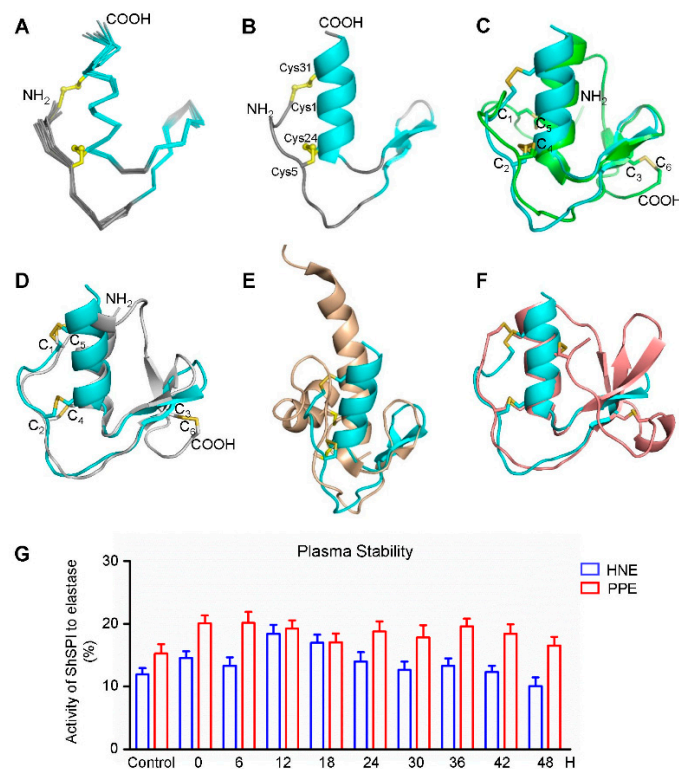 A
COOH
NH2
B
COOH
Cys31
NH2
Cys1
Cys24
Cys5
C
NH2
C1
C5
C4
C2
C3
C6
COOH
D
NH2
C1
C5
C2
C4
C3
C6
COOH
E
F
G
Plasma Stability
Activity of ShSPI to elastase
(%)
30
20
10
0
HNE
PPE
Control 0 6 12 18 24 30 36 42 48 H